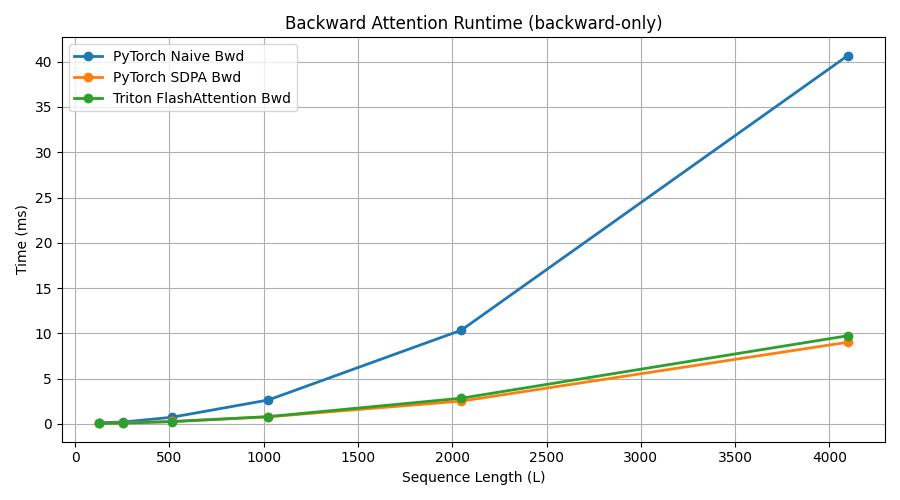 Backward Attention Runtime (backward-only)
PyTorch Naive Bwd
PyTorch SDPA Bwd
Triton FlashAttention Bwd
Time (ms)
40
35
30
25
20
15
10
5
0
0 500 1000 1500 2000 2500 3000 3500 4000
Sequence Length (L)